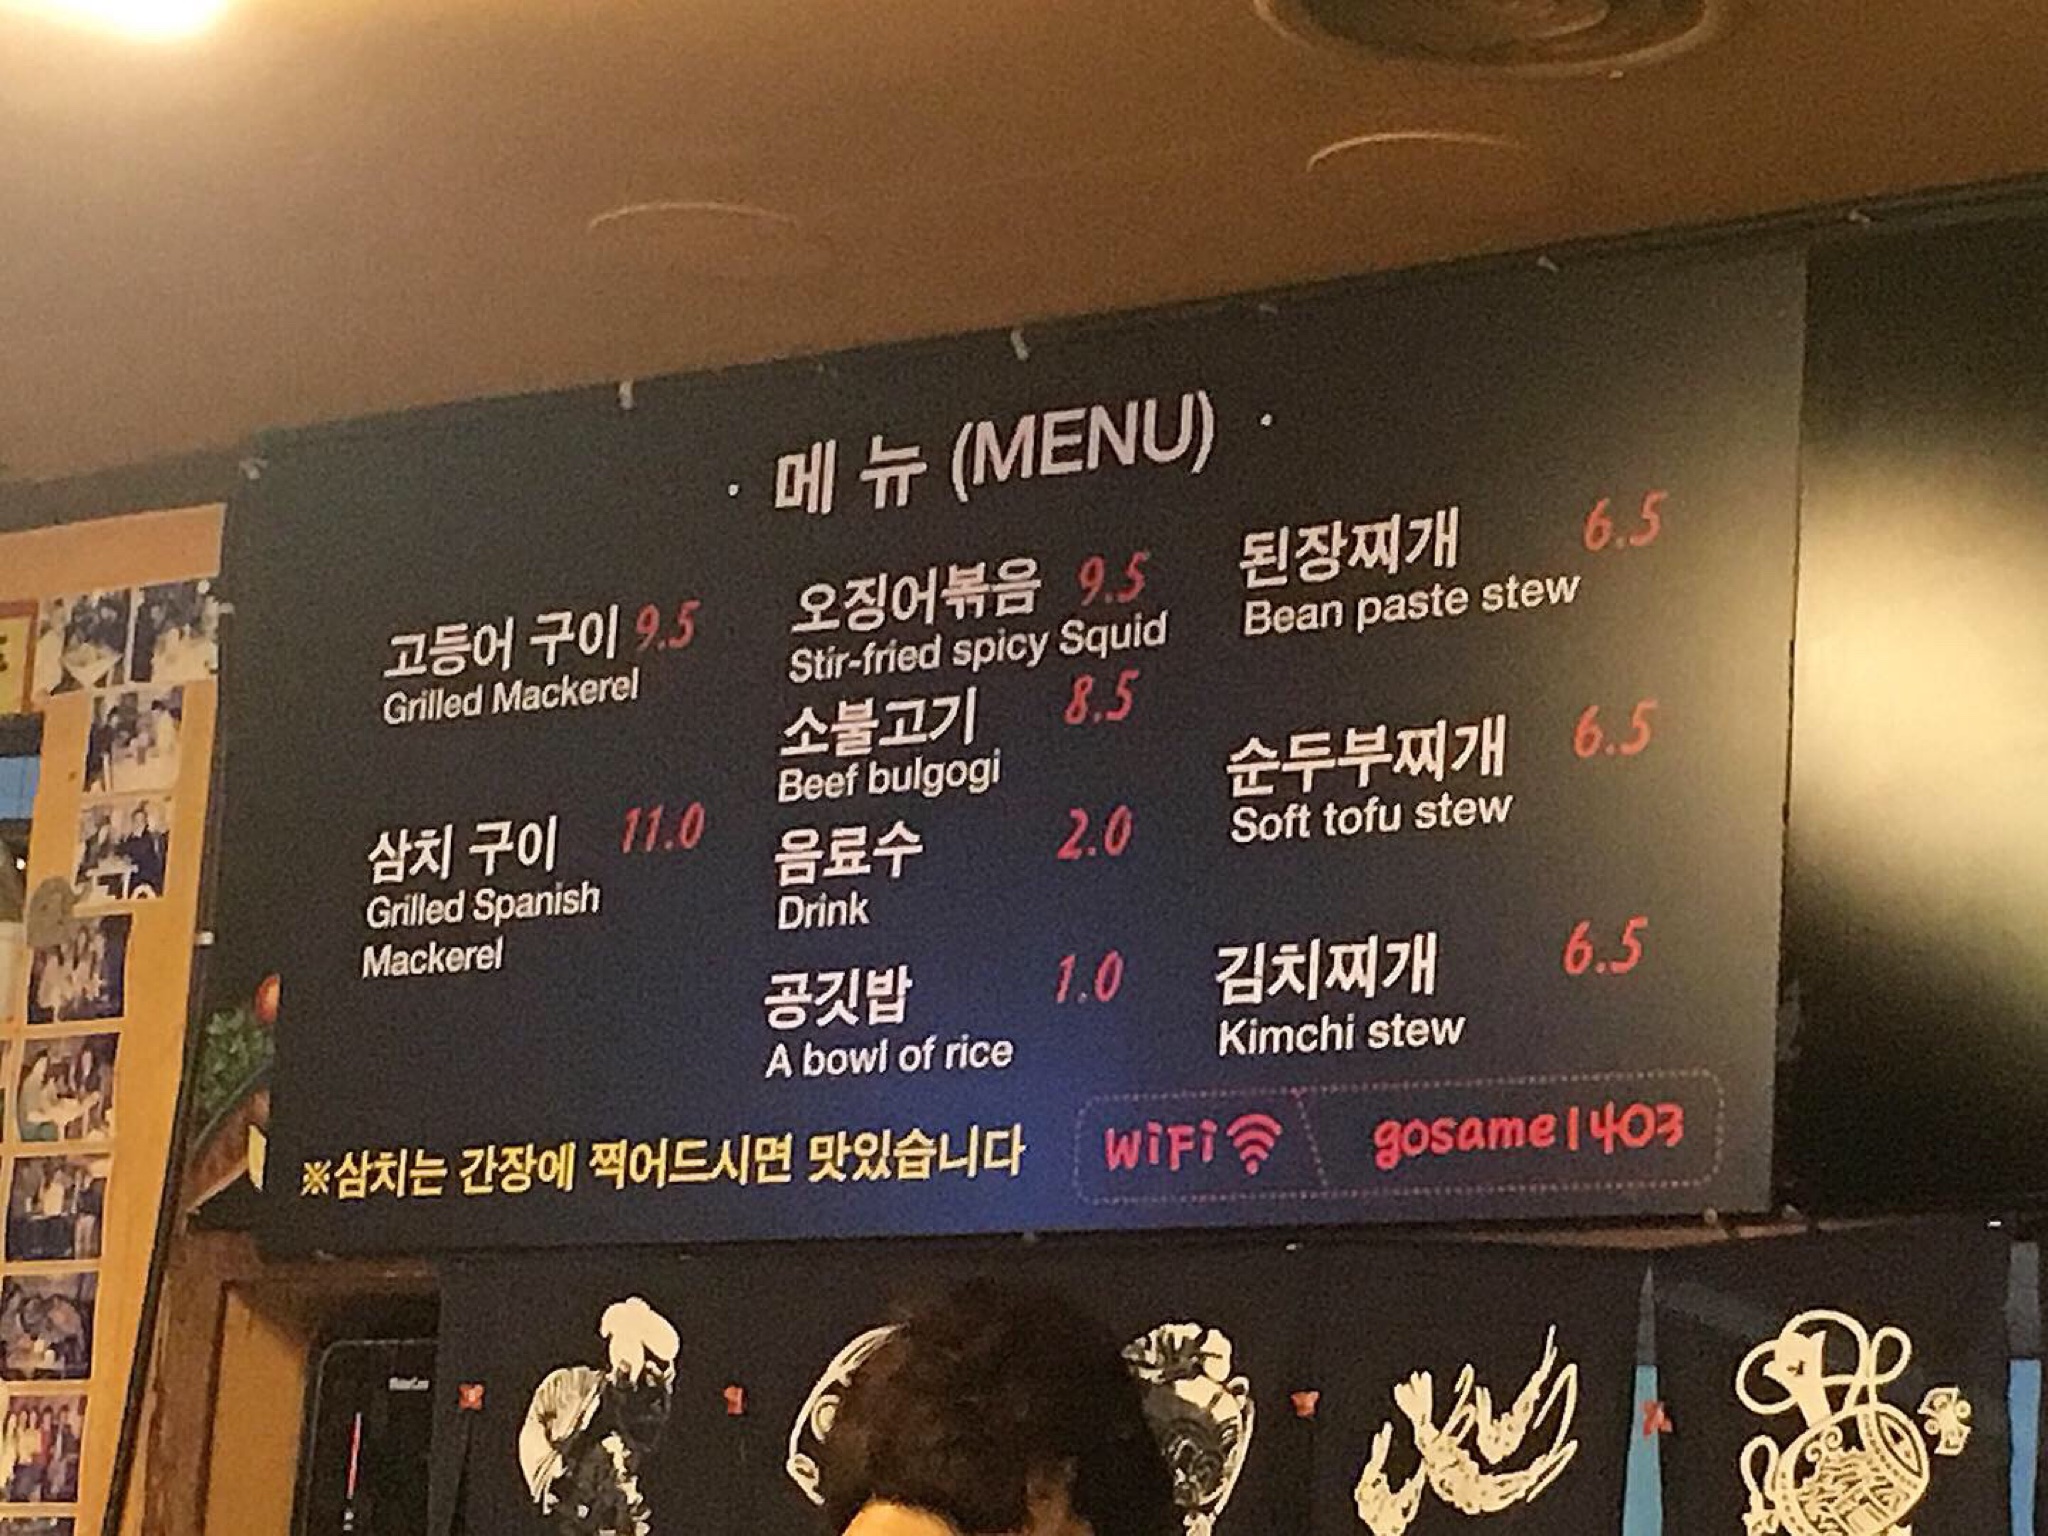 · 메 뉴 (MENU) ·
고등어 구이 9.5
Grilled Mackerel
삼치 구이 11.0
Grilled Spanish
Mackerel
오징어볶음 9.5
Stir-fried spicy Squid
소불고기 8.5
Beef bulgogi
음료수 2.0
Drink
공깃밥 1.0
A bowl of rice
된장찌개 6.5
Bean paste stew
순두부찌개 6.5
Soft tofu stew
김치찌개 6.5
Kimchi stew
※삼치는 간장에 찍어드시면 맛있습니다
WiFi gosame1403